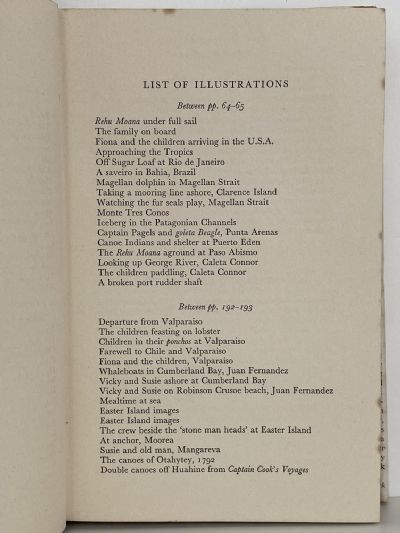 LIST OF ILLUSTRATIONS
Between pp. 64–65
Rehu Moana under full sail
The family on board
Fiona and the children arriving in the U.S.A.
Approaching the Tropics
Off Sugar Loaf at Rio de Janeiro
A saveiro in Bahia, Brazil
Magellan dolphin in Magellan Strait
Taking a mooring line ashore, Clarence Island
Watching the fur seals play, Magellan Strait
Monte Tres Conos
Iceberg in the Patagonian Channels
Captain Pagels and goleta Beagle, Punta Arenas
Canoe Indians and shelter at Puerto Eden
The Rehu Moana aground at Paso Abismo
Looking up George River, Caleta Connor
The children paddling, Caleta Connor
A broken port rudder shaft
Between pp. 192–193
Departure from Valparaiso
The children feasting on lobster
Children in their ponchos at Valparaiso
Farewell to Chile and Valparaiso
Fiona and the children, Valparaiso
Whaleboats in Cumberland Bay, Juan Fernandez
Vicky and Susie ashore at Cumberland Bay
Vicky and Susie on Robinson Crusoe beach, Juan Fernandez
Mealtime at sea
Easter Island images
Easter Island images
The crew beside the 'stone man heads' at Easter Island
At anchor, Moorea
Susie and old man, Mangareva
The canoes of Otahytey, 1792
Double canoes off Huahine from Captain Cook's Voyages